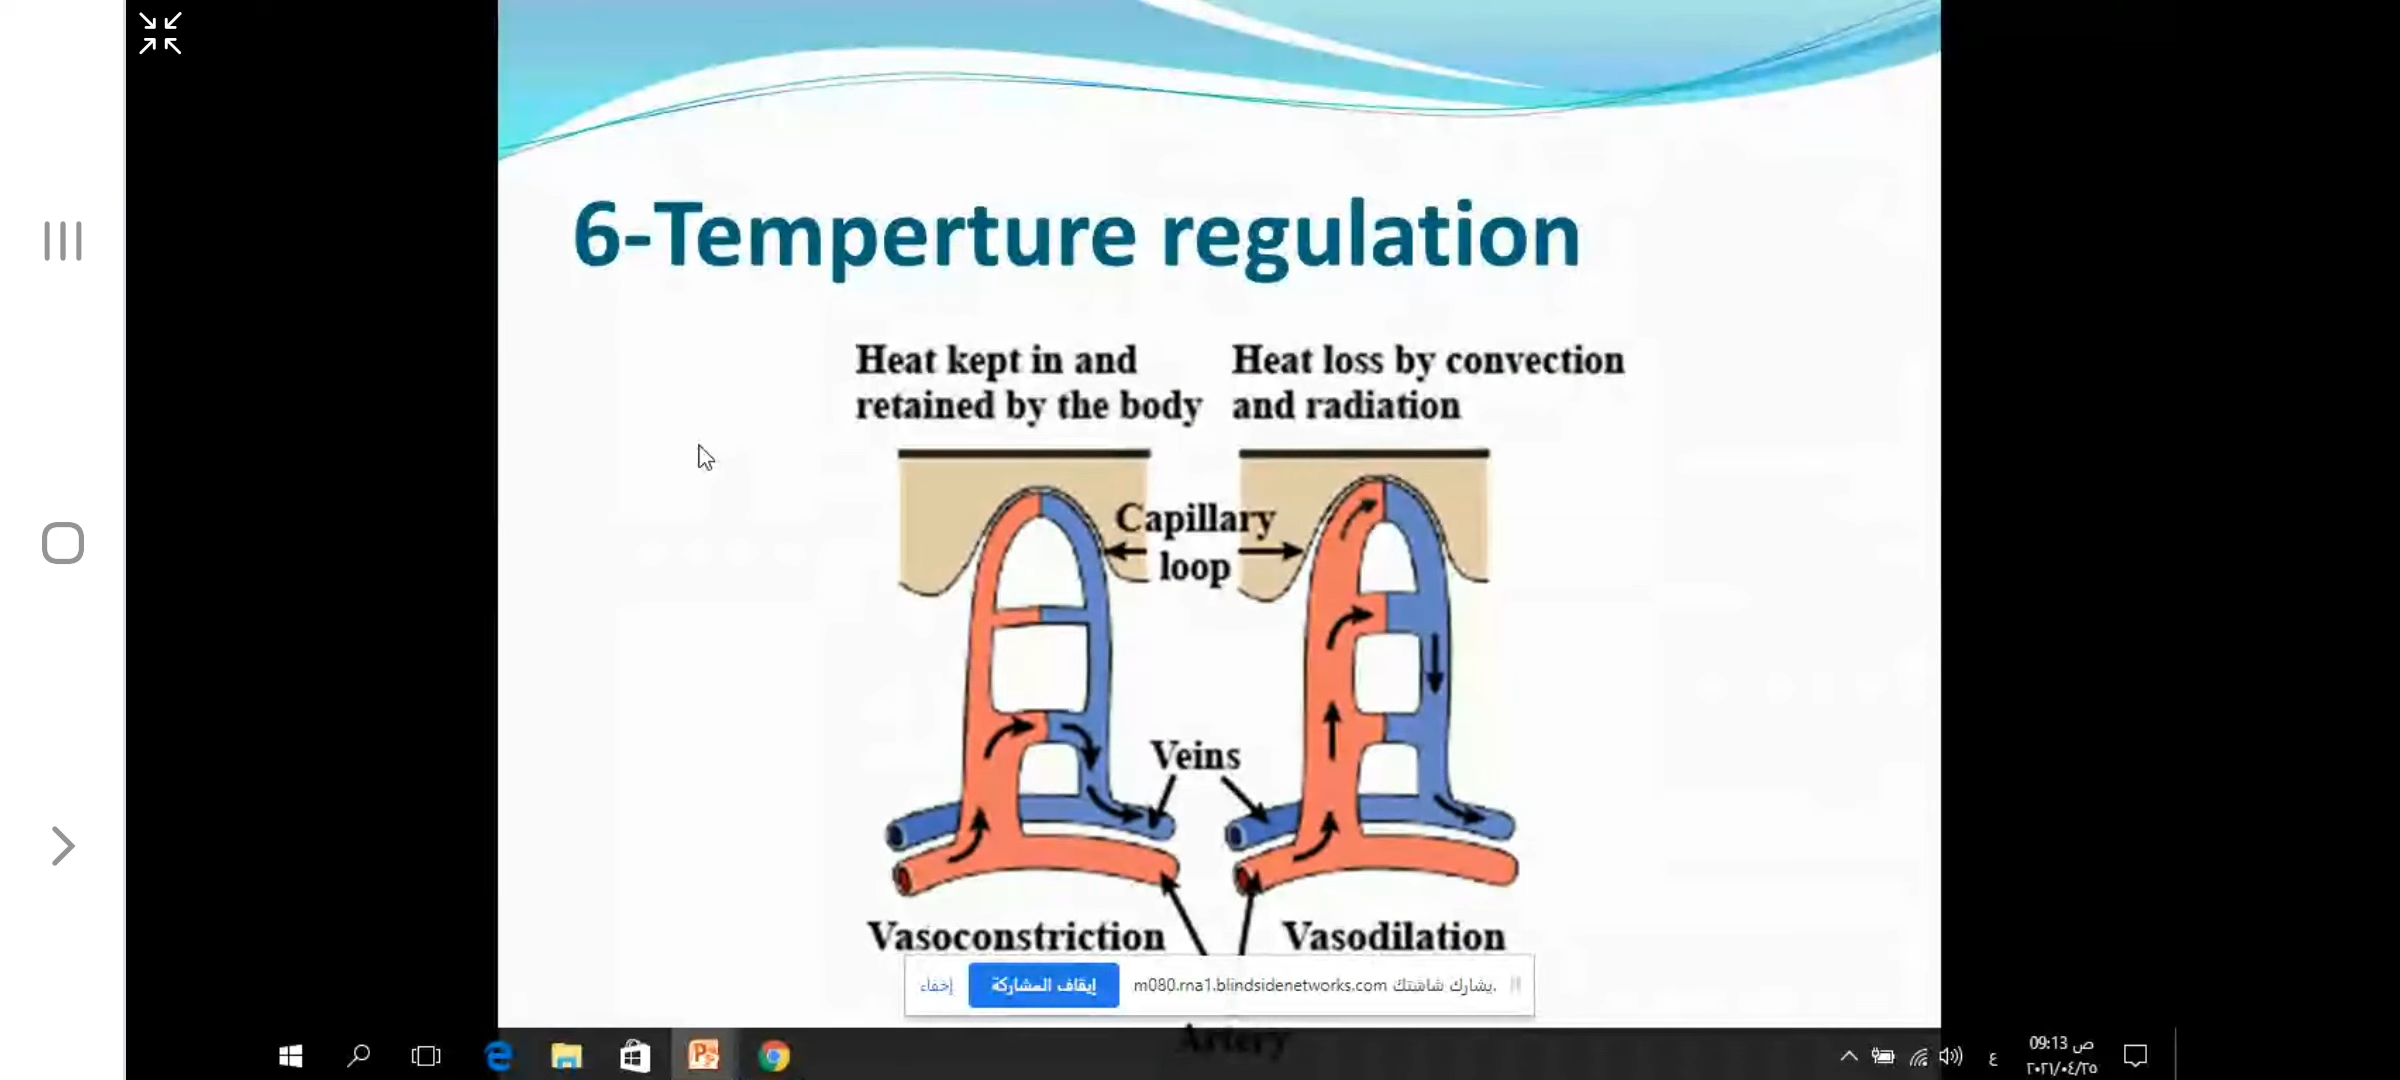 6-Temperture regulation
Heat kept in and
retained by the body
Heat loss by convection
and radiation
Capillary
loop
Veins
Vasoconstriction
Vasodilation
إخفاء
إيقاف المشاركة
m080.rna1.blindsidenetworks.com يشارك شاشتك.
Artery
ع
09:13 ص
٢٠٢١/٠٤/٢٥